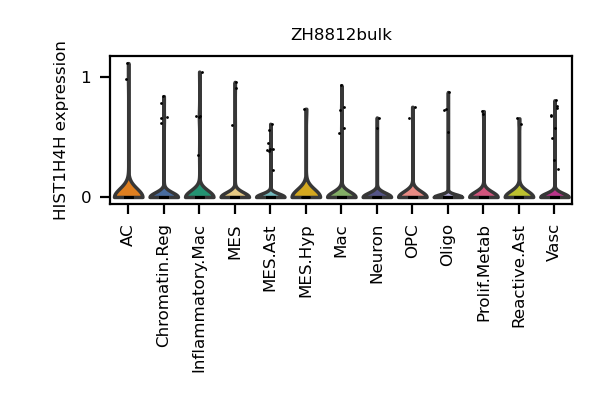 ZH8812bulk
HIST1H4H expression
1
0
AC
Chromatin.Reg
Inflammatory.Mac
MES
MES.Ast
MES.Hyp
Mac
Neuron
OPC
Oligo
Prolif.Metab
Reactive.Ast
Vasc